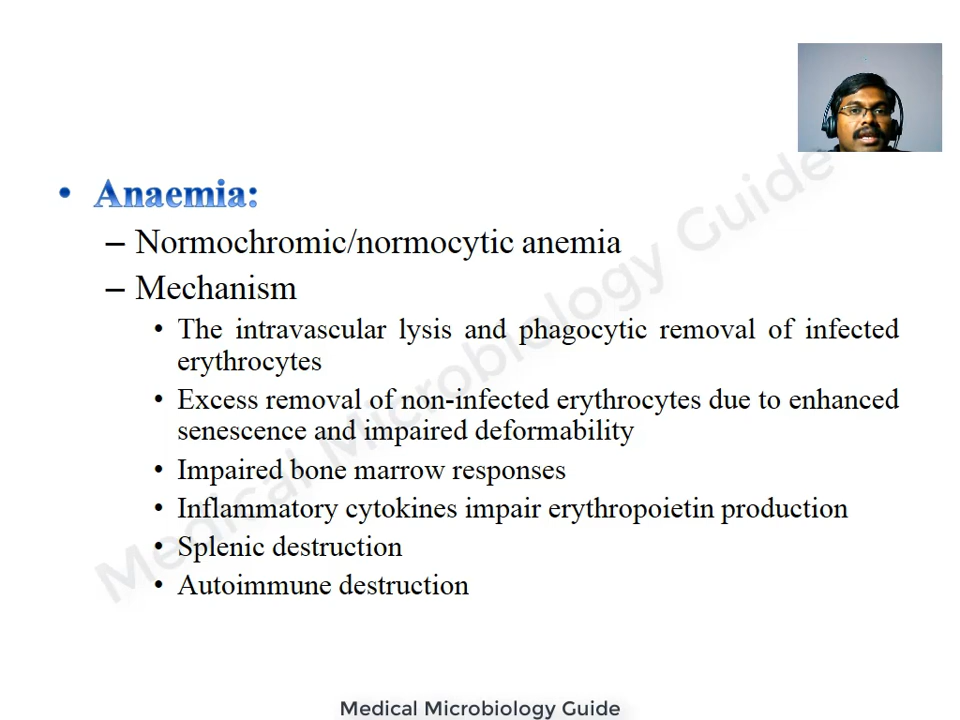 • Anaemia:
– Normochromic/normocytic anemia
– Mechanism
• The intravascular lysis and phagocytic removal of infected
erythrocytes
• Excess removal of non-infected erythrocytes due to enhanced
senescence and impaired deformability
• Impaired bone marrow responses
• Inflammatory cytokines impair erythropoietin production
• Splenic destruction
• Autoimmune destruction
Medical Microbiology Guide
Medical Microbiology Guide